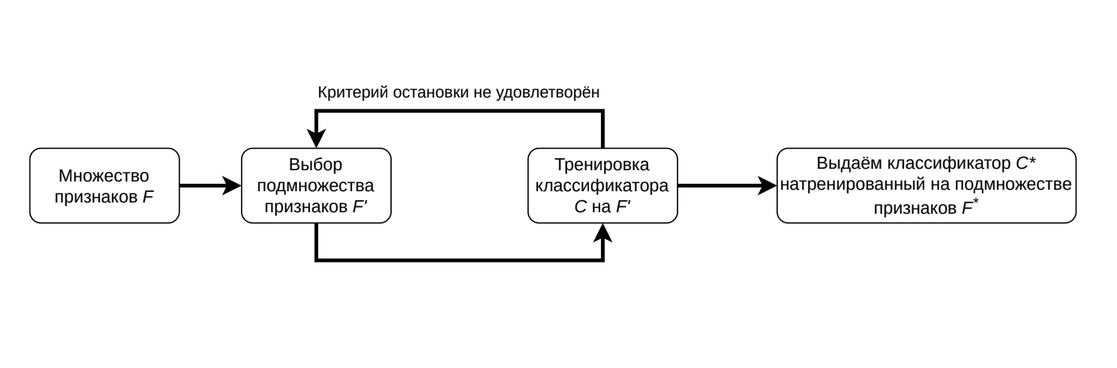 Критерий остановки не удовлетворён
Множество
признаков F
Выбор
подмножества
признаков F'
Тренировка
классификатора
C на F'
Выдаём классификатор C*
натренированный на подмножестве
признаков F*